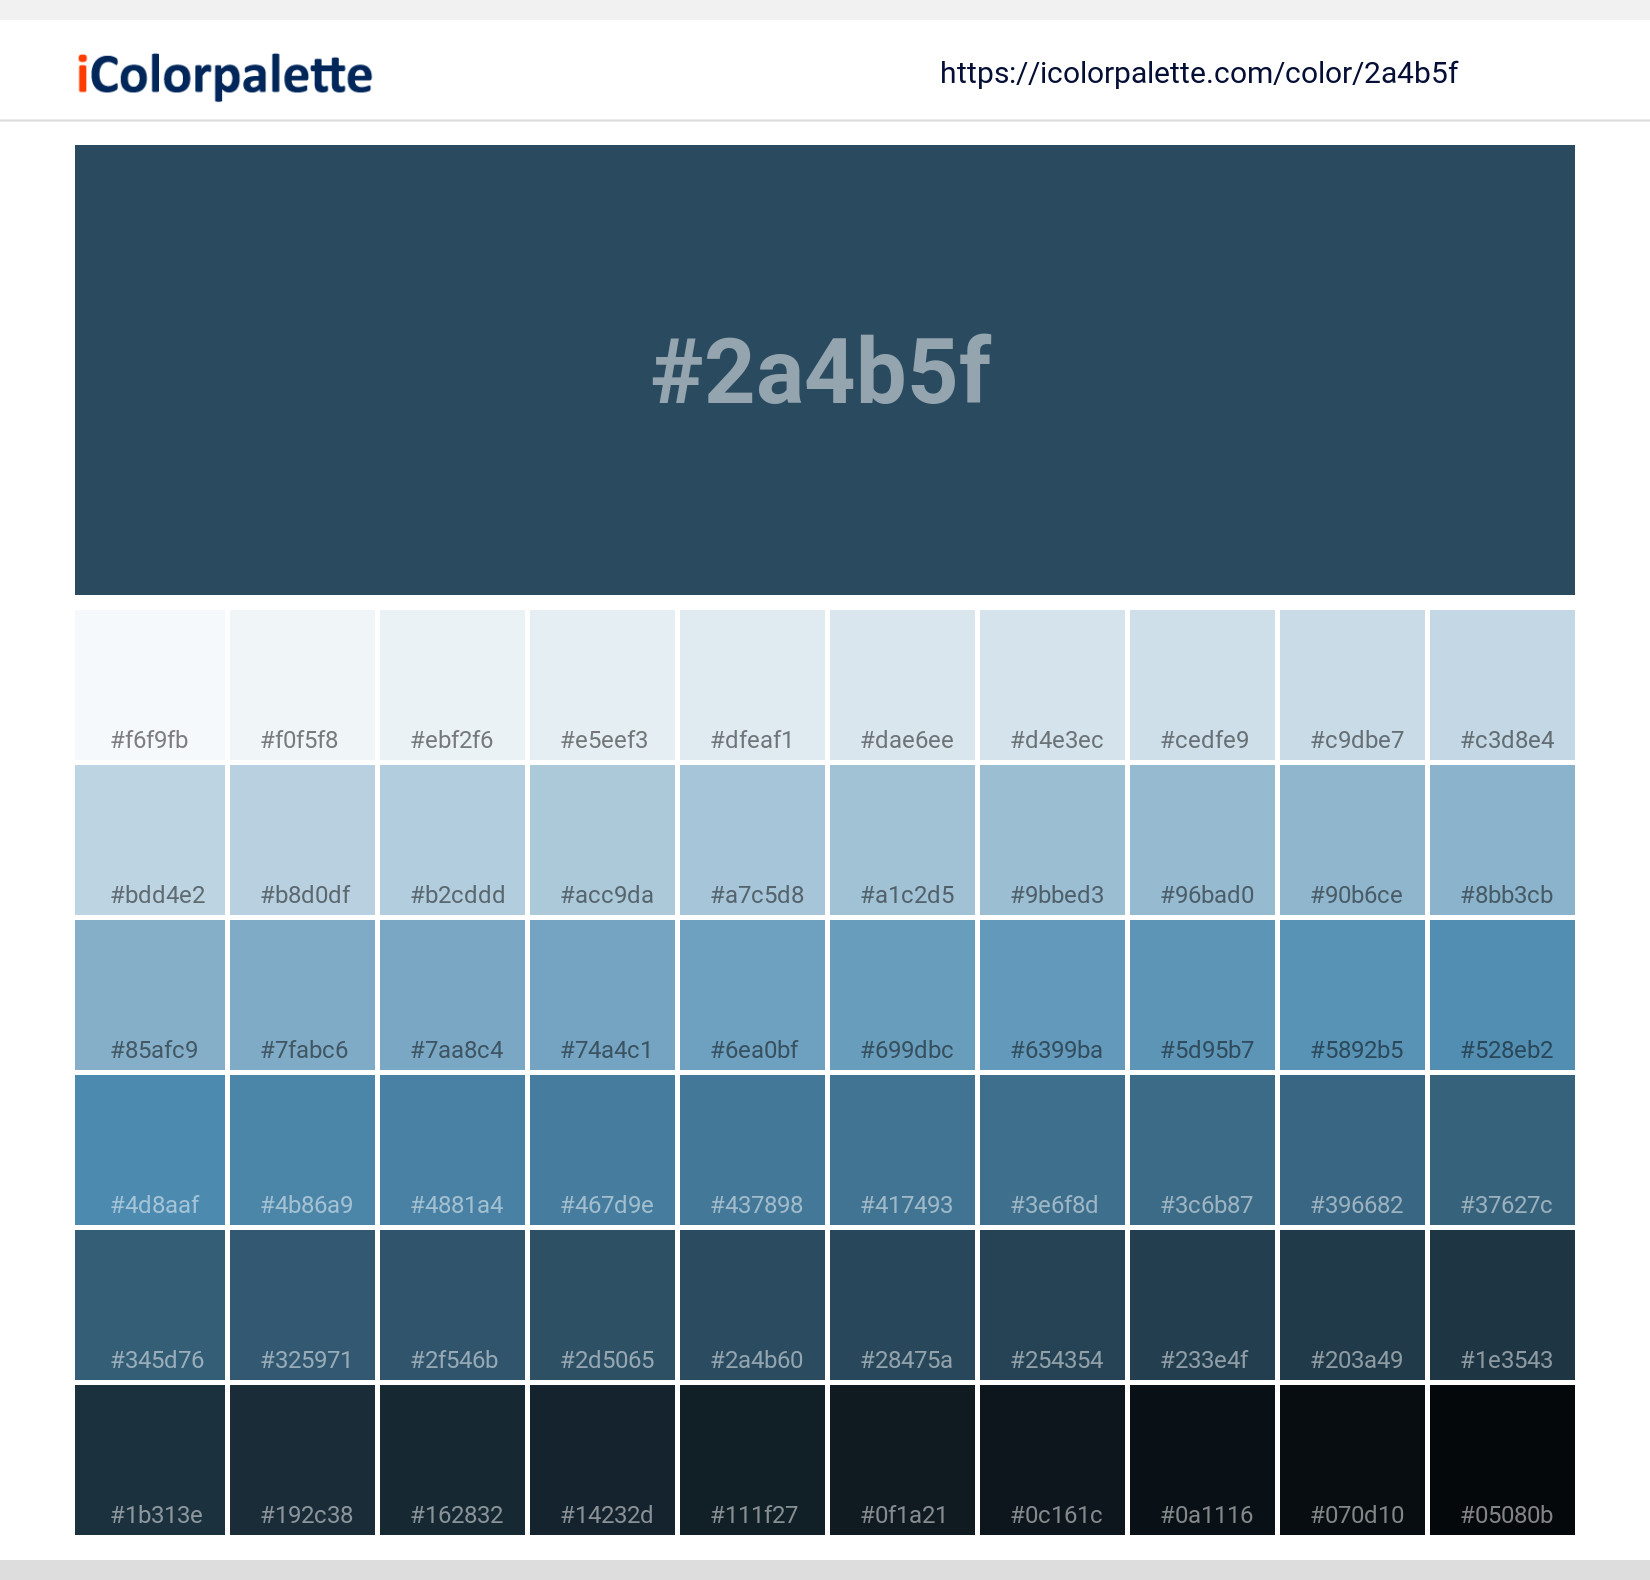 iColorpalette
https://icolorpalette.com/color/2a4b5f
#2a4b5f
#f6f9fb #f0f5f8 #ebf2f6 #e5eef3 #dfeaf1 #dae6ee #d4e3ec #cedfe9 #c9dbe7 #c3d8e4
#bdd4e2 #b8d0df #b2cddd #acc9da #a7c5d8 #a1c2d5 #9bbed3 #96bad0 #90b6ce #8bb3cb
#85afc9 #7fabc6 #7aa8c4 #74a4c1 #6ea0bf #699dbc #6399ba #5d95b7 #5892b5 #528eb2
#4d8aaf #4b86a9 #4881a4 #467d9e #437898 #417493 #3e6f8d #3c6b87 #396682 #37627c
#345d76 #325971 #2f546b #2d5065 #2a4b60 #28475a #254354 #233e4f #203a49 #1e3543
#1b313e #192c38 #162832 #14232d #111f27 #0f1a21 #0c161c #0a1116 #070d10 #05080b